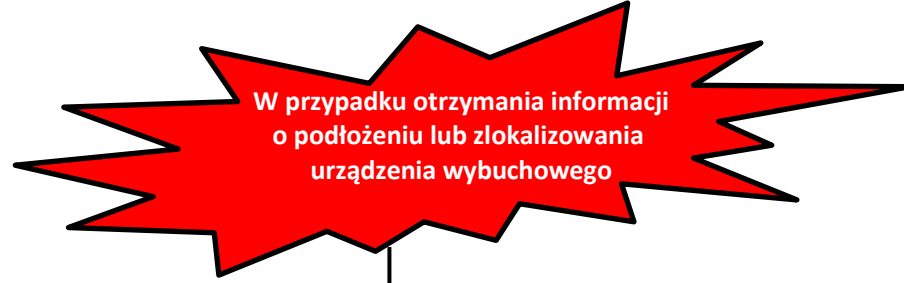 W przypadku otrzymania informacji
o podłożeniu lub zlokalizowania
urządzenia wybuchowego